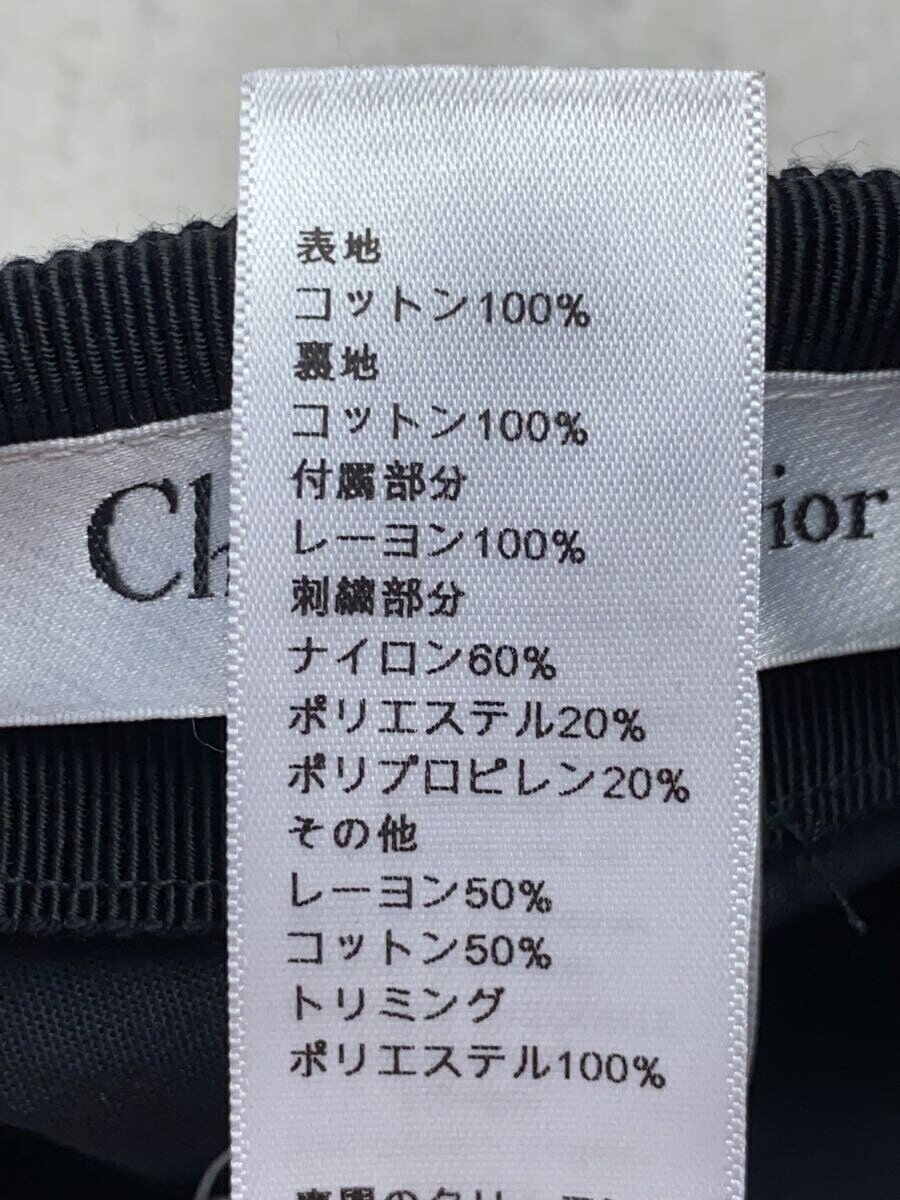 表地
コットン100%
裏地
コットン100%
付属部分
レーヨン100%
刺繍部分
ナイロン60%
ポリエステル20%
ポリプロピレン20%
その他
レーヨン50%
コットン50%
トリミング
ポリエステル100%
Ch
ior